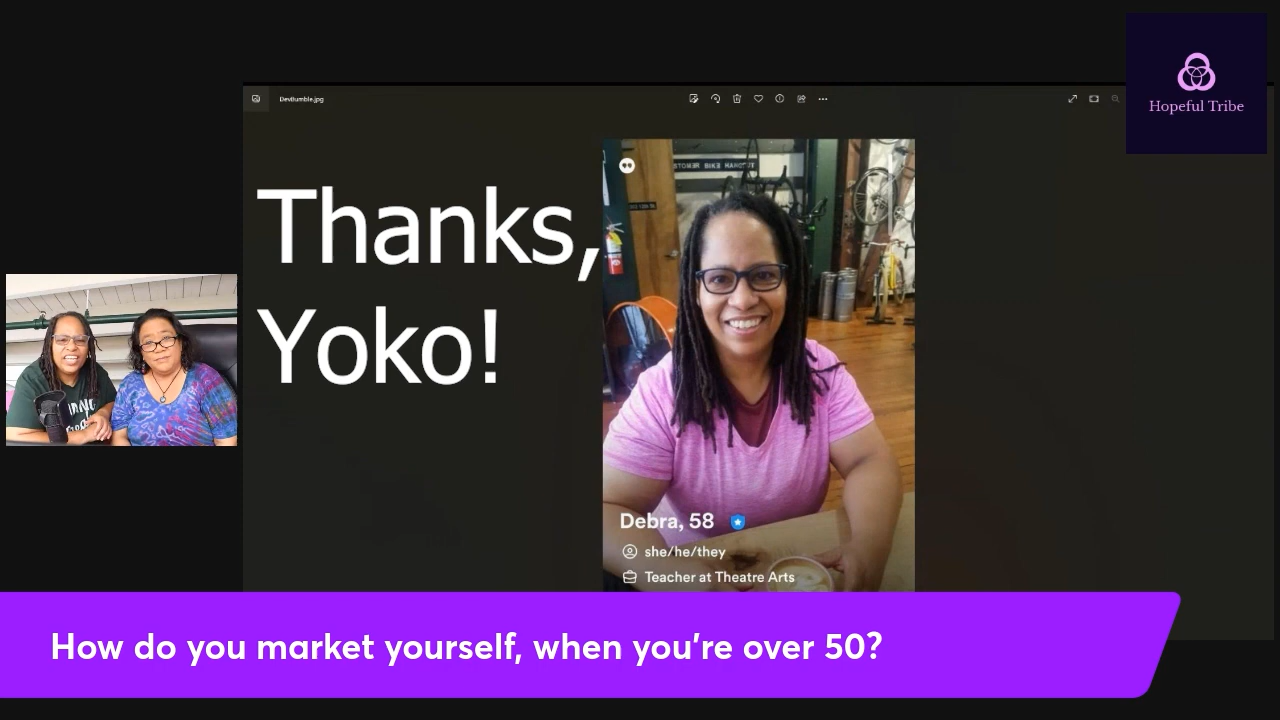 Hopeful Tribe
DevBumble.jpg
Thanks,
Yoko!
Debra, 58
she/he/they
Teacher at Theatre Arts
How do you market yourself, when you're over 50?